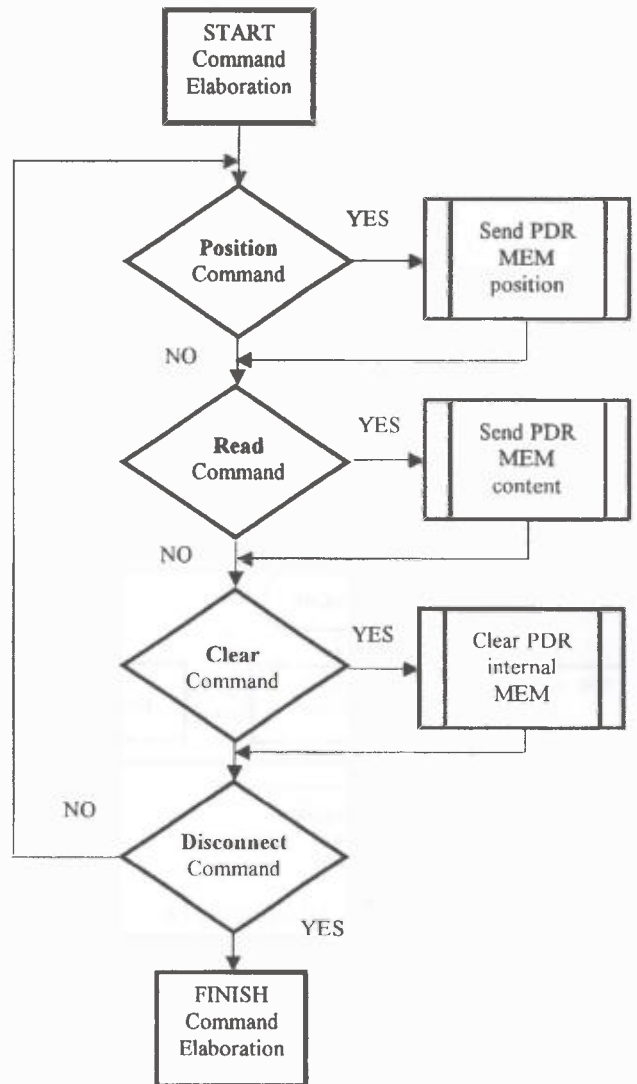 START
Command
Elaboration
YES
Position
Command
Send PDR
MEM
position
NO
YES
Read
Command
Send PDR
MEM
content
NO
YES
Clear
Command
Clear PDR
internal
MEM
NO
Disconnect
Command
YES
FINISH
Command
Elaboration